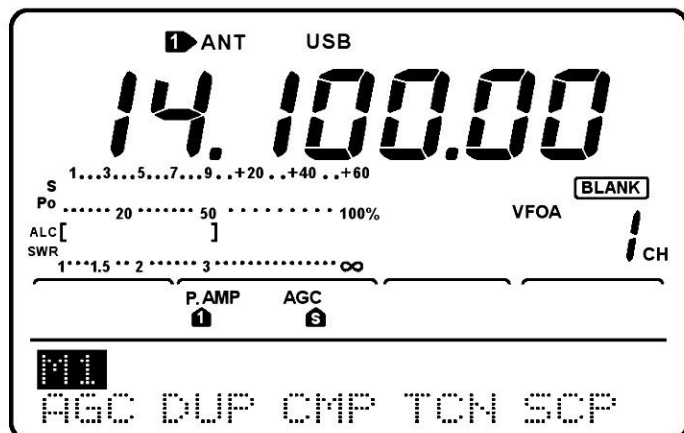 1 ANT USB
14.100.00
S 1...3...5...7...9..+20..+40..+60
BLANK
Po ...... 20 ....... 50 ......... 100% VFOA
1 CH
ALC [ ]
SWR 1····1.5··2 ······· 3 ················ ∞
P.AMP AGC
1 S
M1
AGC DUP CMP TCN SCP